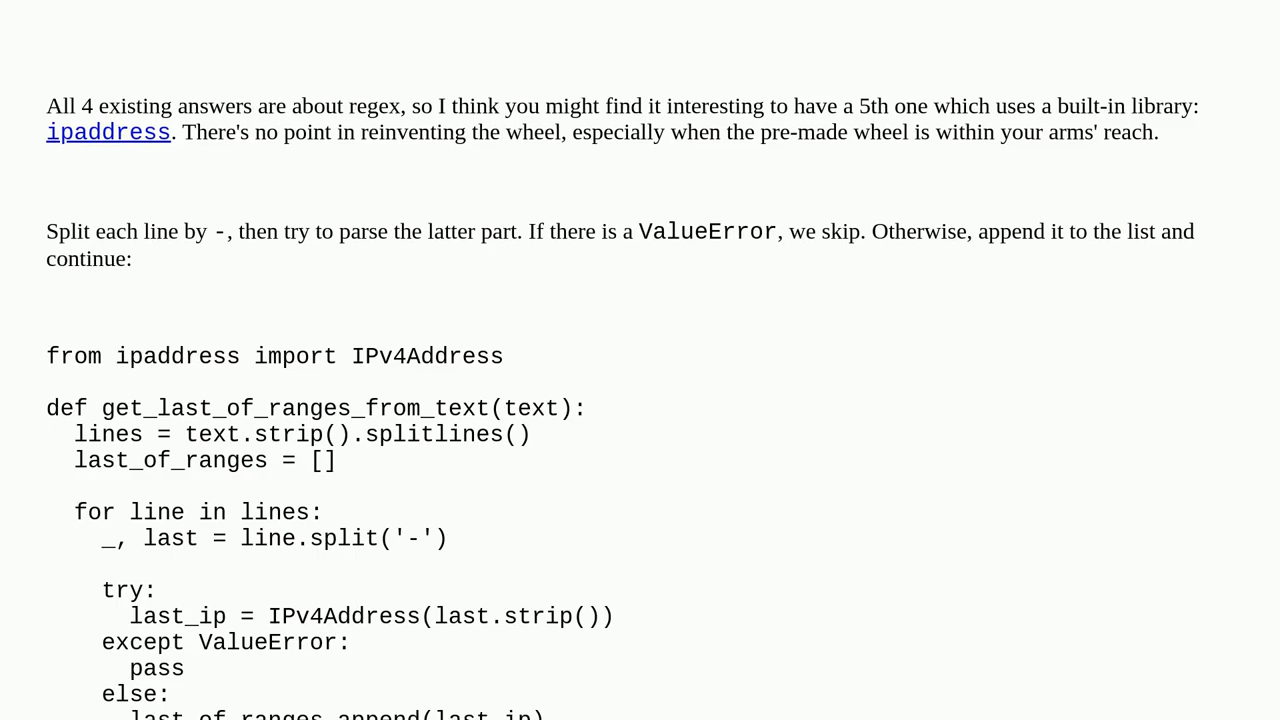 All 4 existing answers are about regex, so I think you might find it interesting to have a 5th one which uses a built-in library:
ipaddress. There's no point in reinventing the wheel, especially when the pre-made wheel is within your arms' reach.
Split each line by -, then try to parse the latter part. If there is a ValueError, we skip. Otherwise, append it to the list and
continue:
from ipaddress import IPv4Address
def get_last_of_ranges_from_text(text):
  lines = text.strip().splitlines()
  last_of_ranges = []
  for line in lines:
    _, last = line.split('-')
    try:
      last_ip = IPv4Address(last.strip())
    except ValueError:
      pass
    else:
      last_of_ranges.append(last_ip)